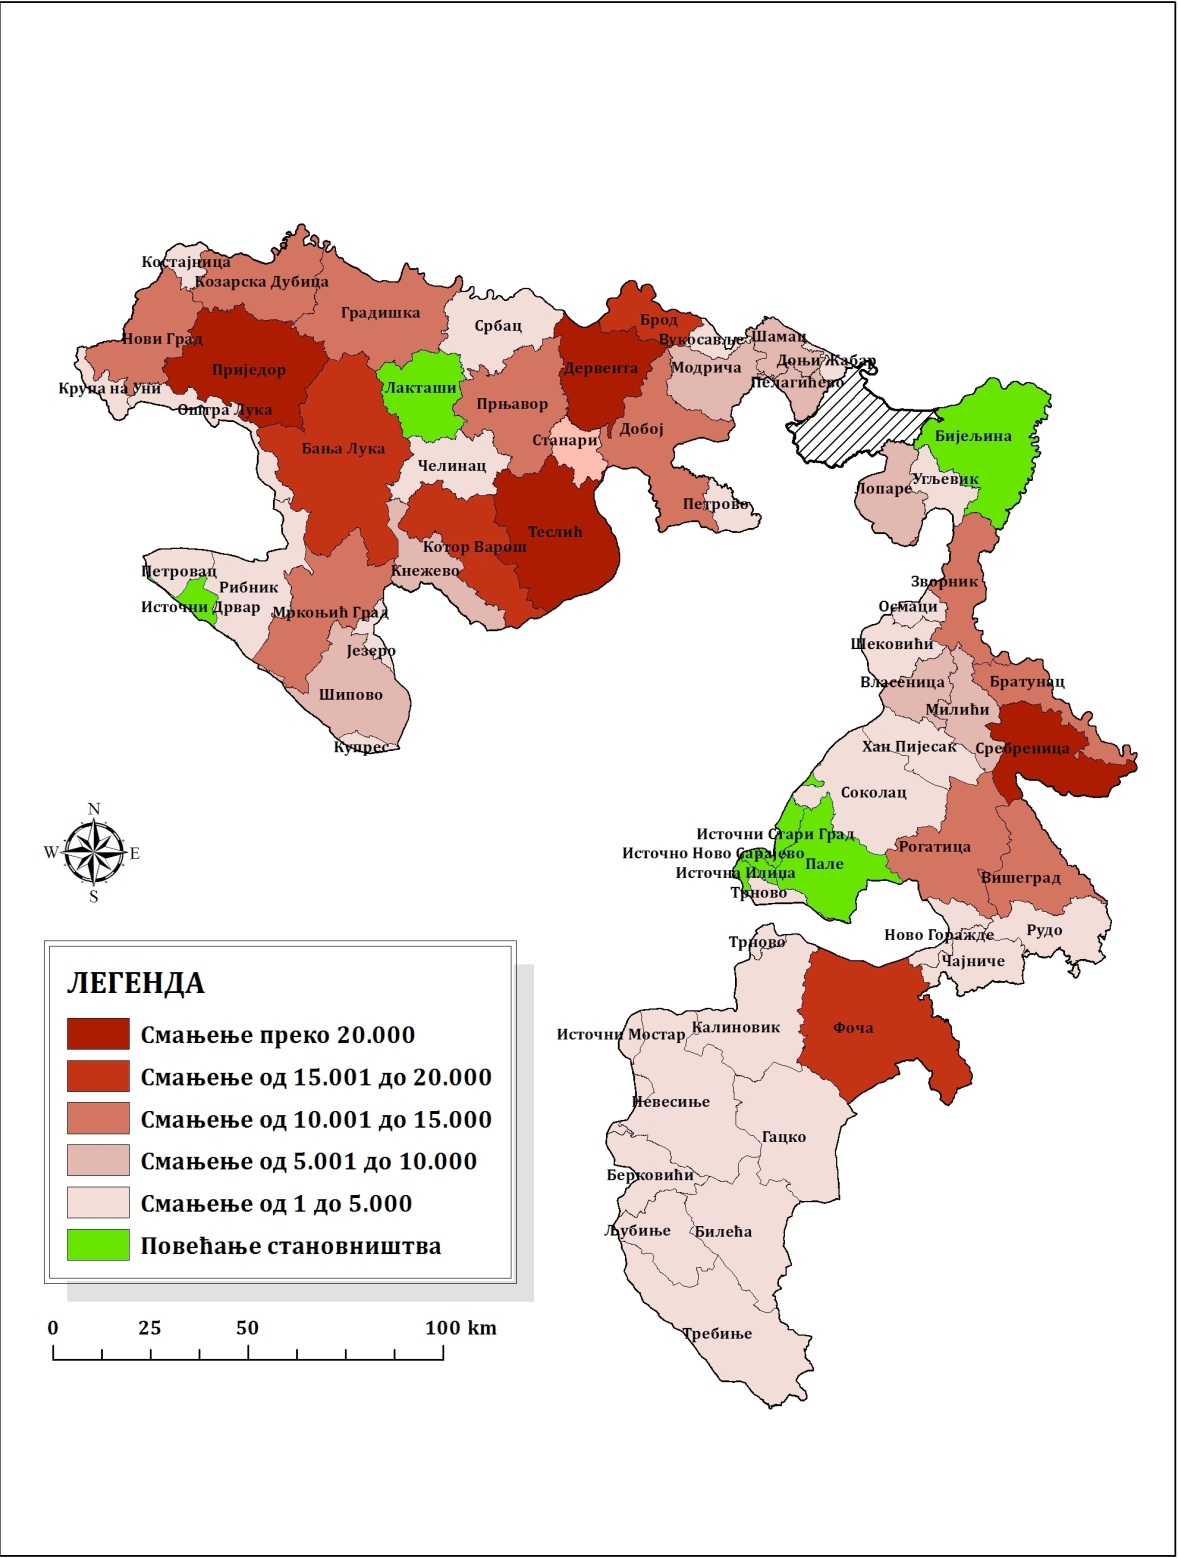 Костајница
Козарска Дубица
Градишка
Србац
Брод
Нови Град
Вукосавље
Шамац
Приједор
Дервента
Модрича
Доњи Жабар
Крупа на Уни
Лакташи
Пелагићево
Оштра Лука
Прњавор
Бања Лука
Станари
Добој
Бијељина
Челинац
Лопаре
Угљевик
Петрово
Теслић
Котор Варош
Петровац
Кнежево
Рибник
Зворник
Источни Дрвар
Мркоњић Град
Осмаци
Језеро
Шековићи
Шипово
Власеница
Братунац
Милићи
Купрес
Хан Пијесак
Сребреница
Соколац
N
W
E
S
Источни Стари Град
Рогатица
Источно Ново Сарајево
Пале
Источна Илиџа
Вишеград
Трново
Ново Горажде
Рудо
Трново
Чајниче
Источни Мостар
Калиновик
Фоча
Невесиње
Гацко
Берковићи
Љубиње
Билећа
Требиње
ЛЕГЕНДА
Смањење преко 20.000
Смањење од 15.001 до 20.000
Смањење од 10.001 до 15.000
Смањење од 5.001 до 10.000
Смањење од 1 до 5.000
Повећање становништва
0 25 50 100 km